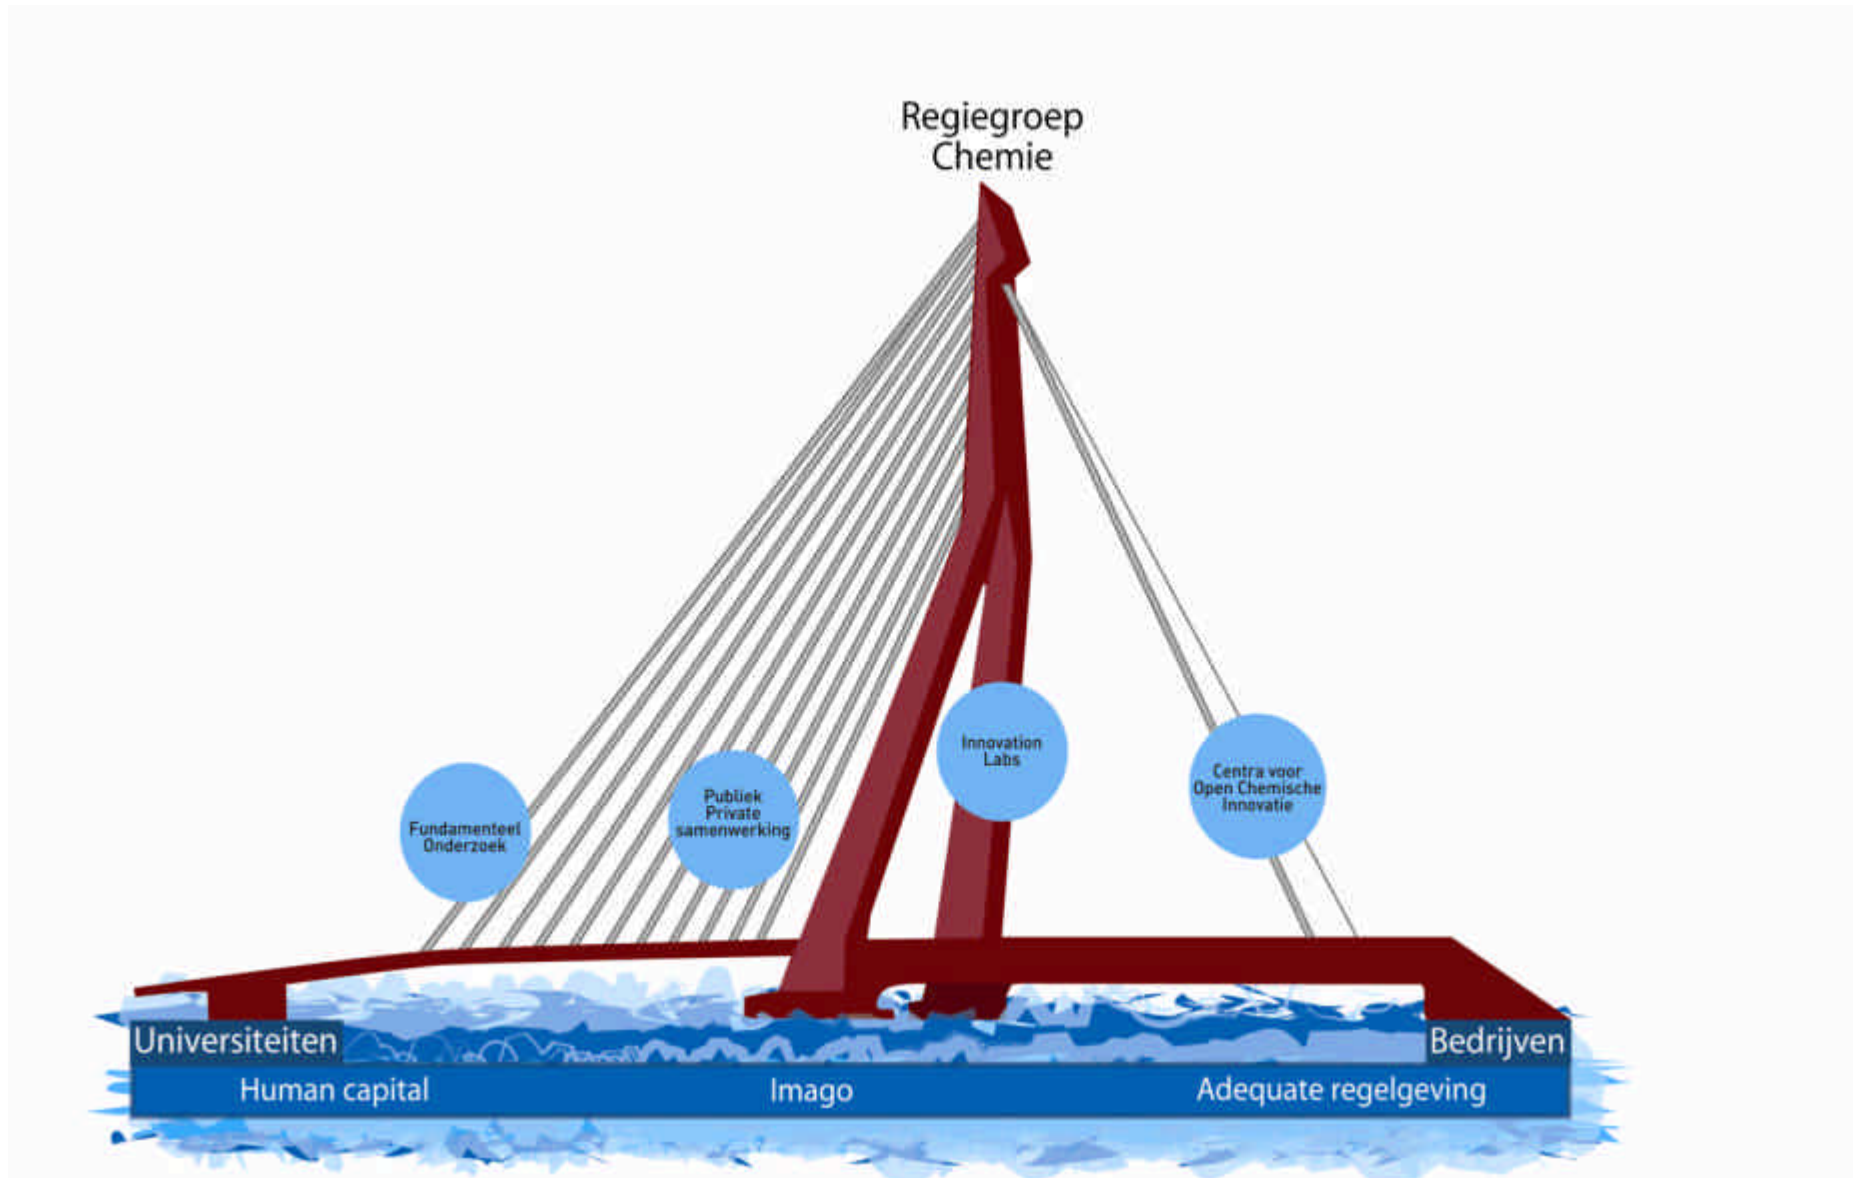 Regiegroep
Chemie
Innovation
Labs
Centra voor
Open Chemische
Innovatie
Publiek
Private
samenwerking
Fundamenteel
Onderzoek
Universiteiten
Bedrijven
Human capital
Imago
Adequate regelgeving